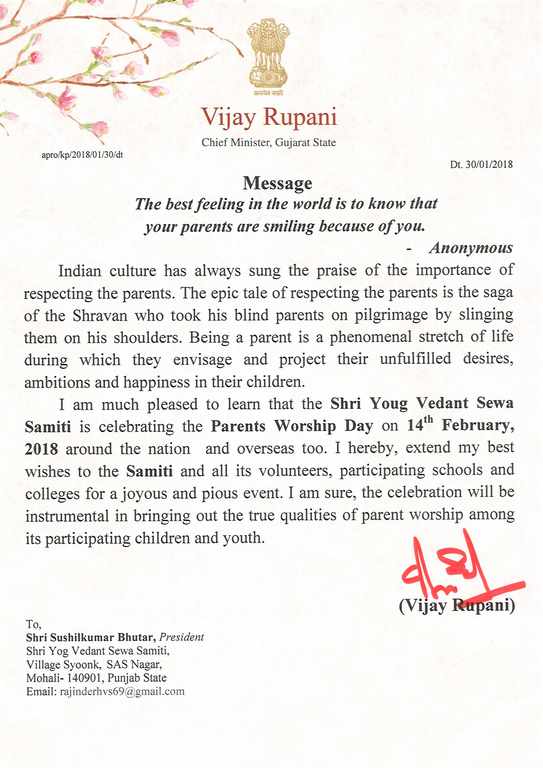 Vijay Rupani
Chief Minister, Gujarat State
apro/kp/2018/01/30/dt
Dt. 30/01/2018
Message
The best feeling in the world is to know that
your parents are smiling because of you.
- Anonymous
Indian culture has always sung the praise of the importance of
respecting the parents. The epic tale of respecting the parents is the saga
of the Shravan who took his blind parents on pilgrimage by slinging
them on his shoulders. Being a parent is a phenomenal stretch of life
during which they envisage and project their unfulfilled desires,
ambitions and happiness in their children.
I am much pleased to learn that the Shri Youg Vedant Sewa
Samiti is celebrating the Parents Worship Day on 14th February,
2018 around the nation and overseas too. I hereby, extend my best
wishes to the Samiti and all its volunteers, participating schools and
colleges for a joyous and pious event. I am sure, the celebration will be
instrumental in bringing out the true qualities of parent worship among
its participating children and youth.
(Vijay Rupani)
To,
Shri Sushilkumar Bhutar, President
Shri Yog Vedant Sewa Samiti,
Village Syoonk, SAS Nagar,
Mohali- 140901, Punjab State
Email: rajinderhvs69@gmail.com